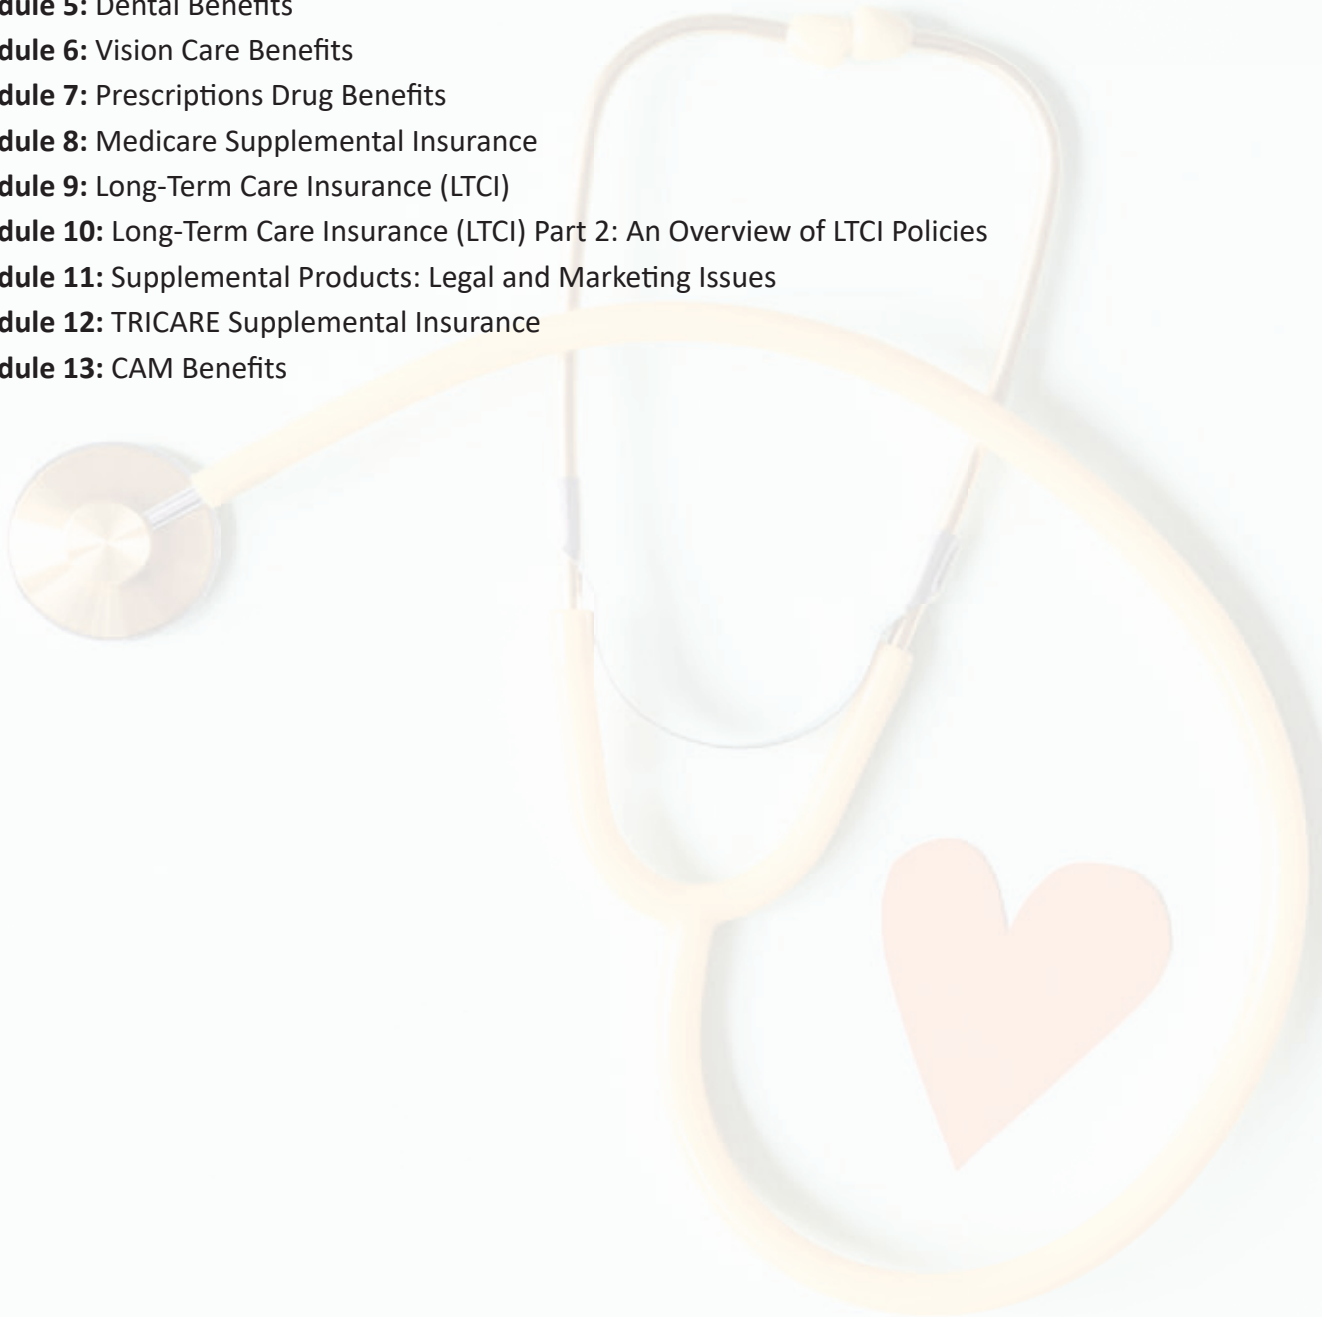 dule 5: Dental Benefits
dule 6: Vision Care Benefits
dule 7: Prescriptions Drug Benefits
dule 8: Medicare Supplemental Insurance
dule 9: Long-Term Care Insurance (LTCI)
dule 10: Long-Term Care Insurance (LTCI) Part 2: An Overview of LTCI Policies
dule 11: Supplemental Products: Legal and Marketing Issues
dule 12: TRICARE Supplemental Insurance
dule 13: CAM Benefits